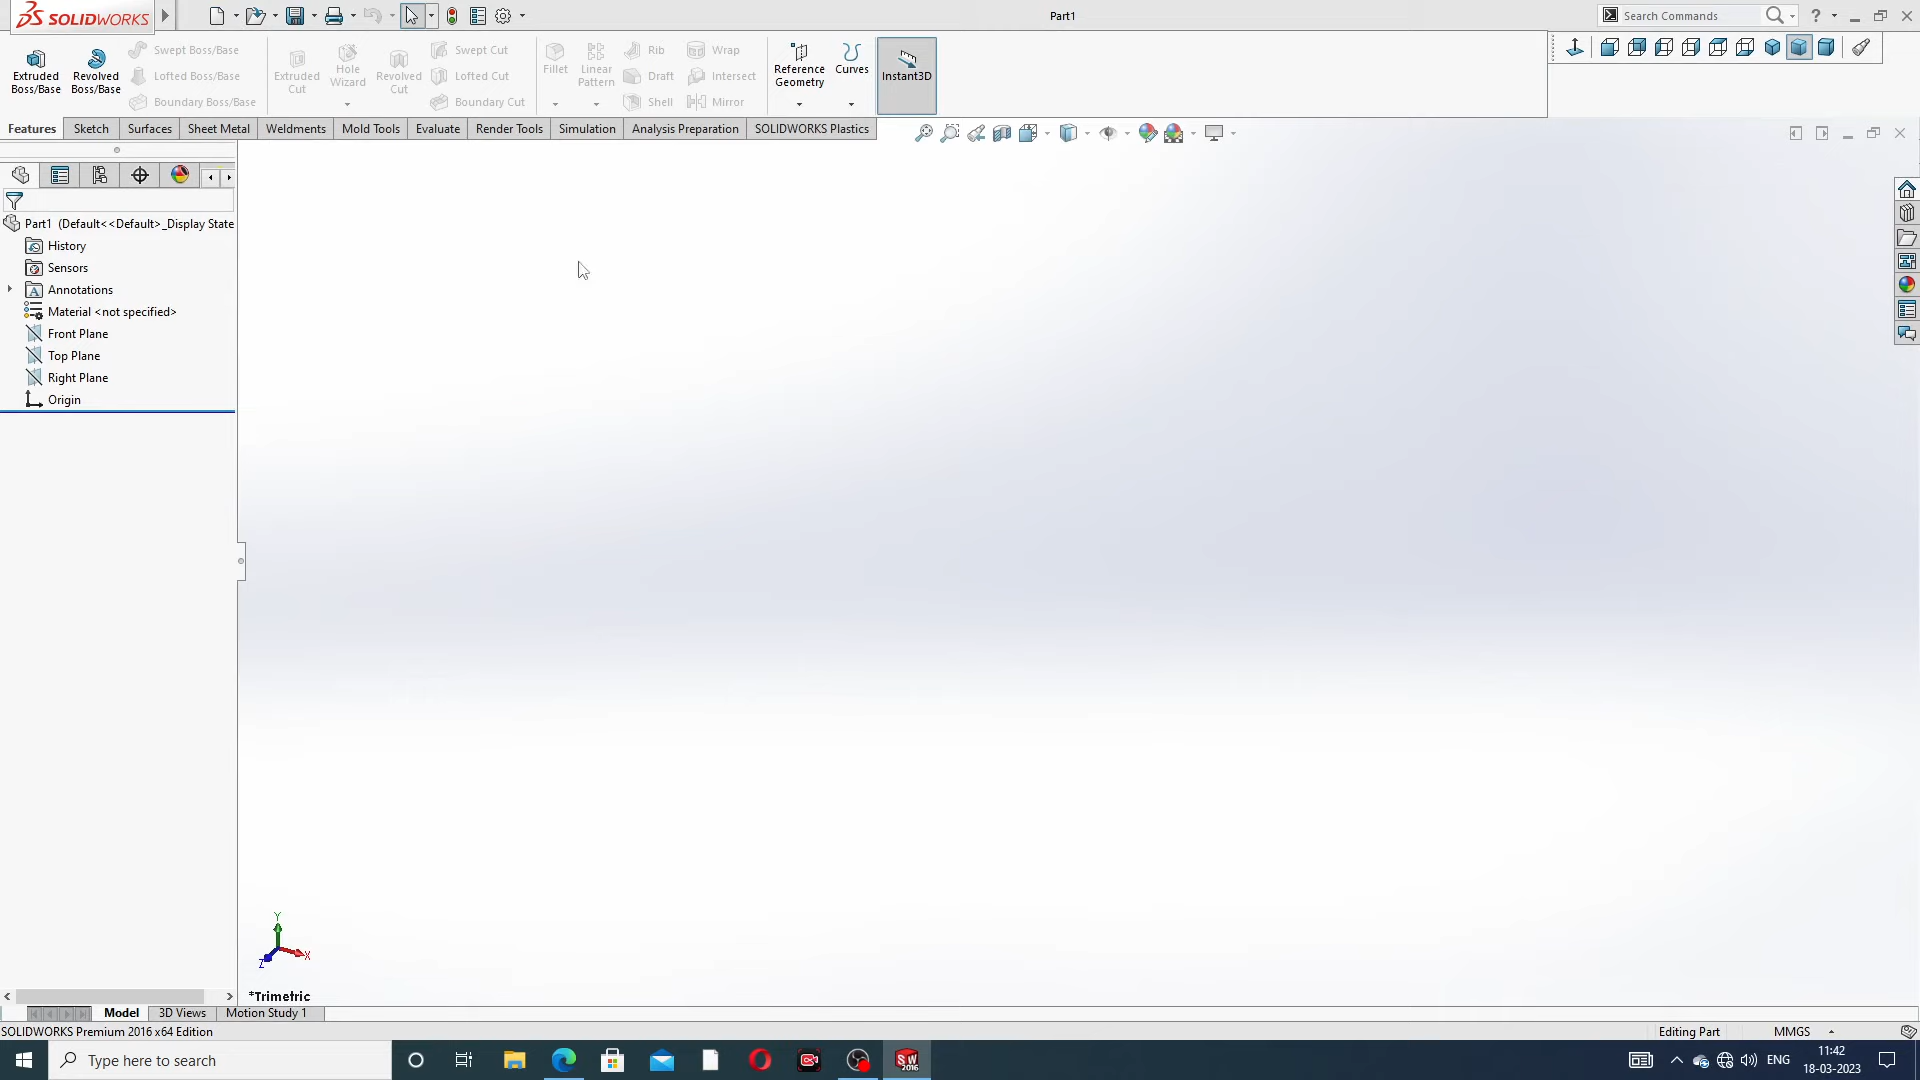 SOLIDWORKS
Part1
Search Commands
?
Extruded Boss/Base
Revolved Boss/Base
Swept Boss/Base
Lofted Boss/Base
Boundary Boss/Base
Extruded Cut
Hole Wizard
Revolved Cut
Swept Cut
Lofted Cut
Boundary Cut
Fillet
Linear Pattern
Rib
Draft
Shell
Wrap
Intersect
Mirror
Reference Geometry
Curves
Instant3D
Features
Sketch
Surfaces
Sheet Metal
Weldments
Mold Tools
Evaluate
Render Tools
Simulation
Analysis Preparation
SOLIDWORKS Plastics
Part1 (Default<<Default>_Display State
History
Sensors
A Annotations
Material <not specified>
Front Plane
Top Plane
Right Plane
Origin
Y
X
Z
*Trimetric
Model
3D Views
Motion Study 1
SOLIDWORKS Premium 2016 x64 Edition
Editing Part
MMGS
Type here to search
SW 2016
ENG
11:42
18-03-2023